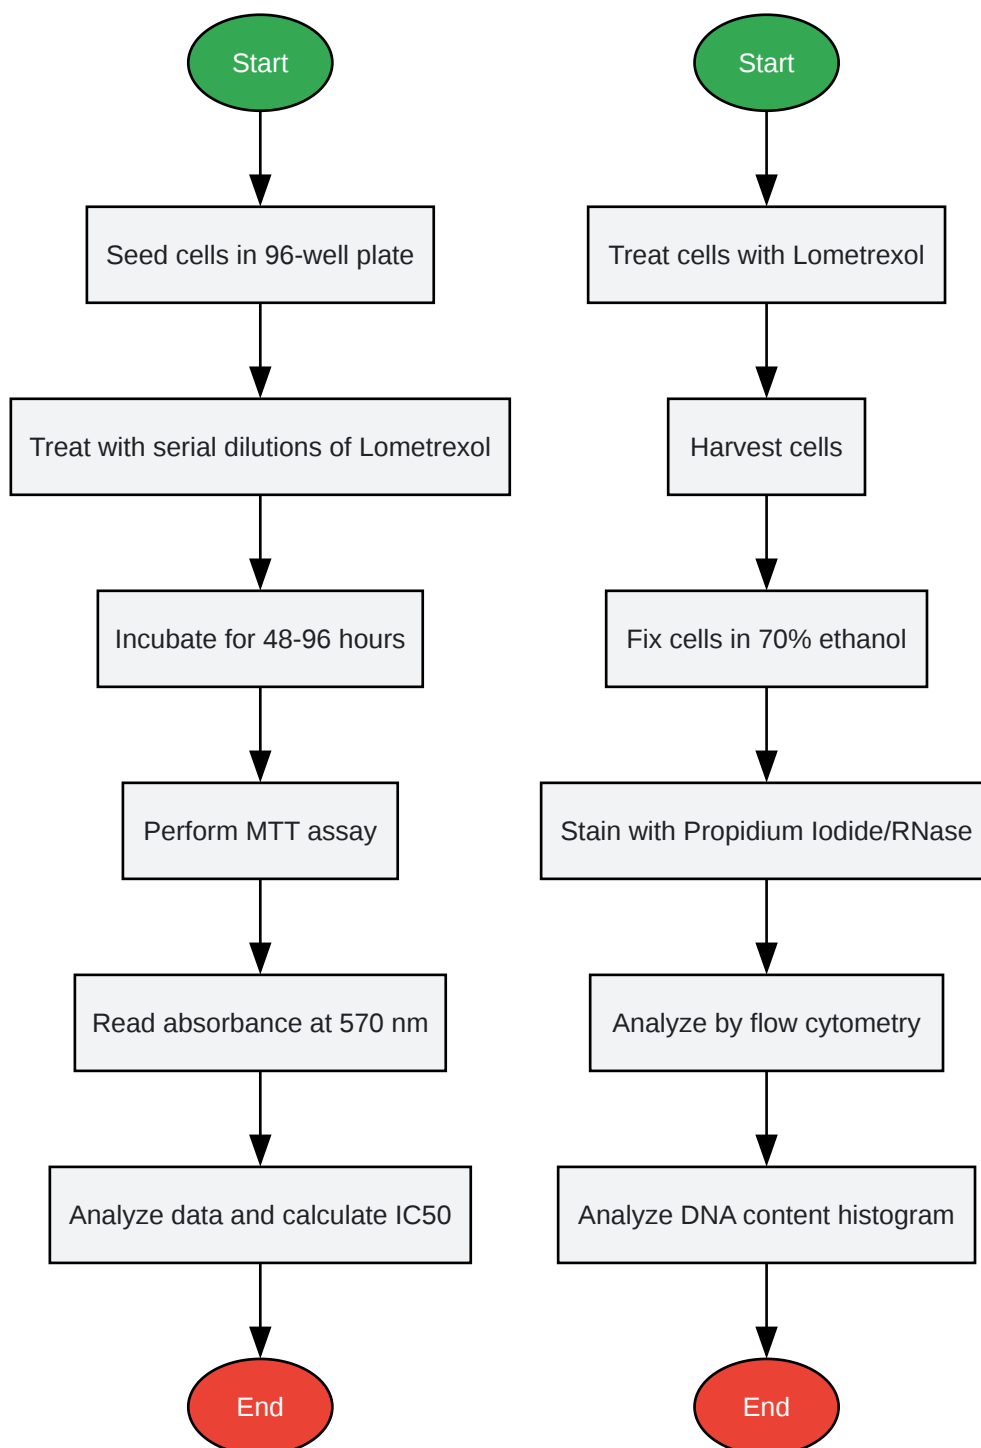 Start
Seed cells in 96-well plate
Treat with serial dilutions of Lometrexol
Incubate for 48-96 hours
Perform MTT assay
Read absorbance at 570 nm
Analyze data and calculate IC50
End
Start
Treat cells with Lometrexol
Harvest cells
Fix cells in 70% ethanol
Stain with Propidium Iodide/RNase
Analyze by flow cytometry
Analyze DNA content histogram
End